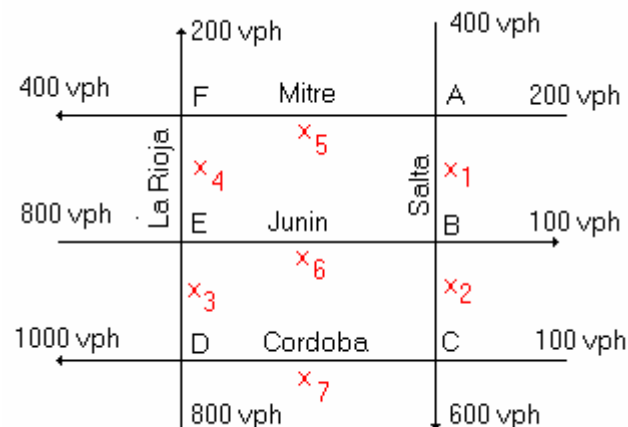 200 vph
400 vph
400 vph
F
Mitre
A
200 vph
x5
La Rioja
x4
Salta
x1
800 vph
E
Junin
B
100 vph
x6
x3
x2
1000 vph
D
Cordoba
C
100 vph
x7
800 vph
600 vph